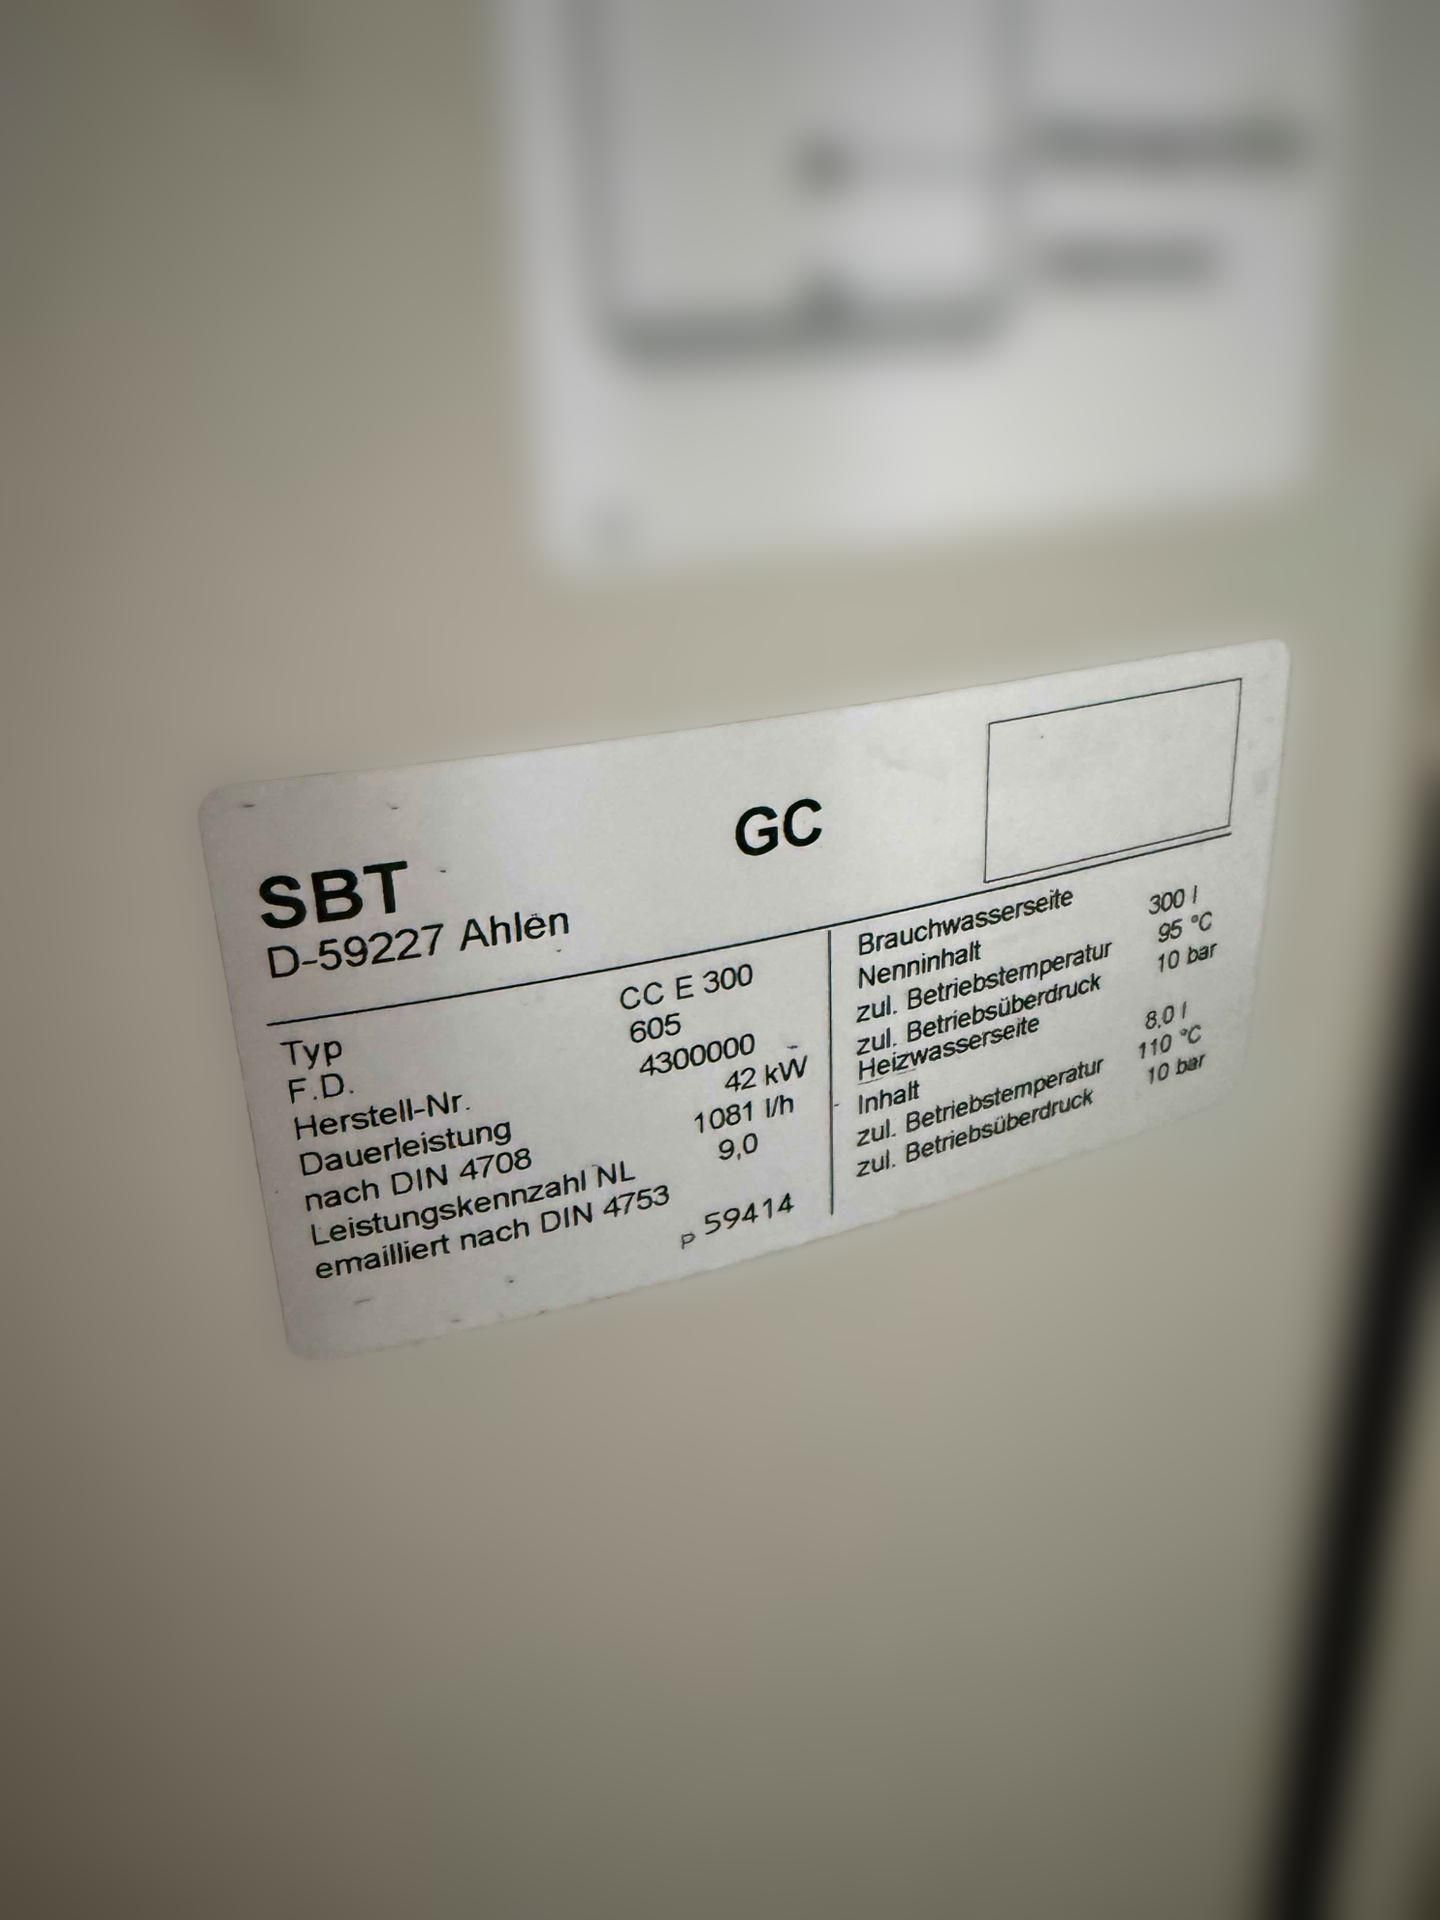 GC
SBT
D-59227 Ahlen
Typ CC E 300
F.D. 605
Herstell-Nr. 4300000
Dauerleistung 42 kW
nach DIN 4708 1081 l/h
Leistungskennzahl NL 9,0
emailliert nach DIN 4753
P 59414
Brauchwasserseite
Nenninhalt 300 l
zul. Betriebstemperatur 95 °C
zul. Betriebsüberdruck 10 bar
Heizwasserseite
Inhalt 8,0 l
zul. Betriebstemperatur 110 °C
zul. Betriebsüberdruck 10 bar